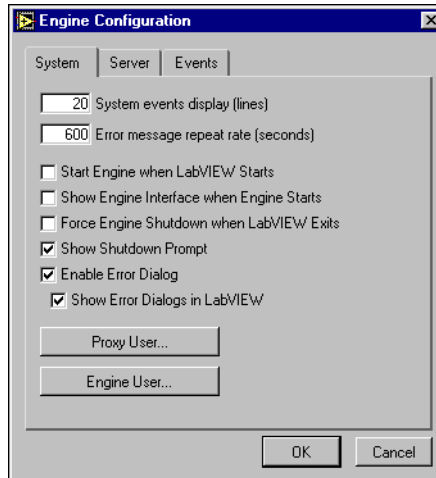 Engine Configuration
System Server Events
20 System events display (lines)
600 Error message repeat rate (seconds)
Start Engine when LabVIEW Starts
Show Engine Interface when Engine Starts
Force Engine Shutdown when LabVIEW Exits
Show Shutdown Prompt
Enable Error Dialog
Show Error Dialogs in LabVIEW
Proxy User...
Engine User...
OK Cancel